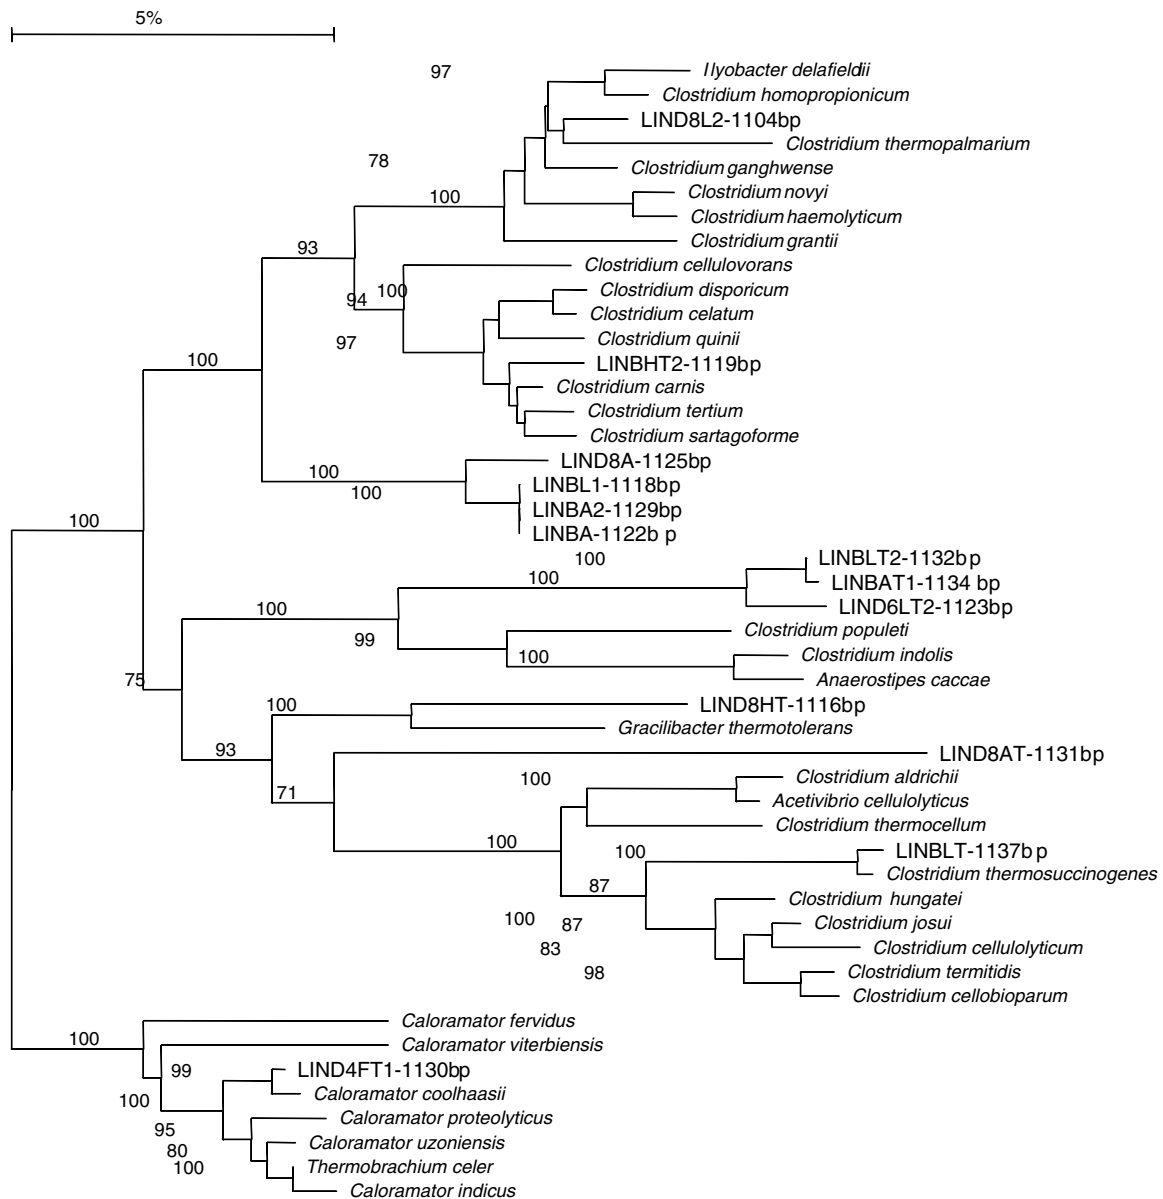 5%
97
Ilyobacter delafieldii
Clostridium homopropionicum
LIND8L2-1104bp
Clostridium thermopalmarium
78
Clostridium ganghwense
Clostridium novyi
100
Clostridium haemolyticum
Clostridium grantii
93
Clostridium cellulovorans
94 100
Clostridium disporicum
Clostridium celatum
97
Clostridium quinii
100
LINBHT2-1119bp
Clostridium carnis
Clostridium tertium
Clostridium sartagoforme
LIND8A-1125bp
100
LINBL1-1118bp
100
LINBA2-1129bp
100
LINBA-1122b p
100
LINBLT2-1132bp
100
LINBAT1-1134 bp
100
LIND6LT2-1123bp
99
Clostridium populeti
Clostridium indolis
100
75
Anaerostipes caccae
100
LIND8HT-1116bp
Gracilibacter thermotolerans
93
LIND8AT-1131bp
100
Clostridium aldrichii
71
Acetivibrio cellulolyticus
Clostridium thermocellum
100
100
LINBLT-1137bp
Clostridium thermosuccinogenes
87
Clostridium hungatei
100 87
Clostridium josui
83
Clostridium cellulolyticum
98
Clostridium termitidis
Clostridium cellobioparum
Caloramator fervidus
100
Caloramator viterbiensis
99
LIND4FT1-1130bp
Caloramator coolhaasii
100
Caloramator proteolyticus
95
Caloramator uzoniensis
80
Thermobrachium celer
100
Caloramator indicus